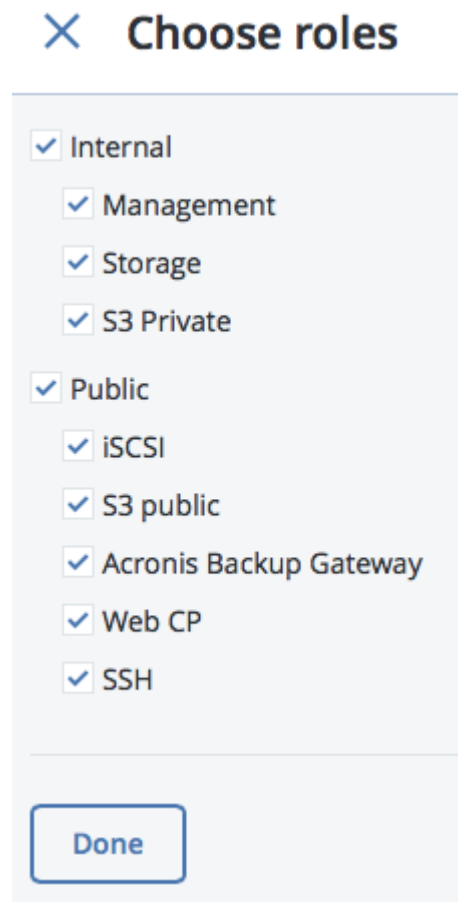 Choose roles
Internal
Management
Storage
S3 Private
Public
iSCSI
S3 public
Acronis Backup Gateway
Web CP
SSH
Done